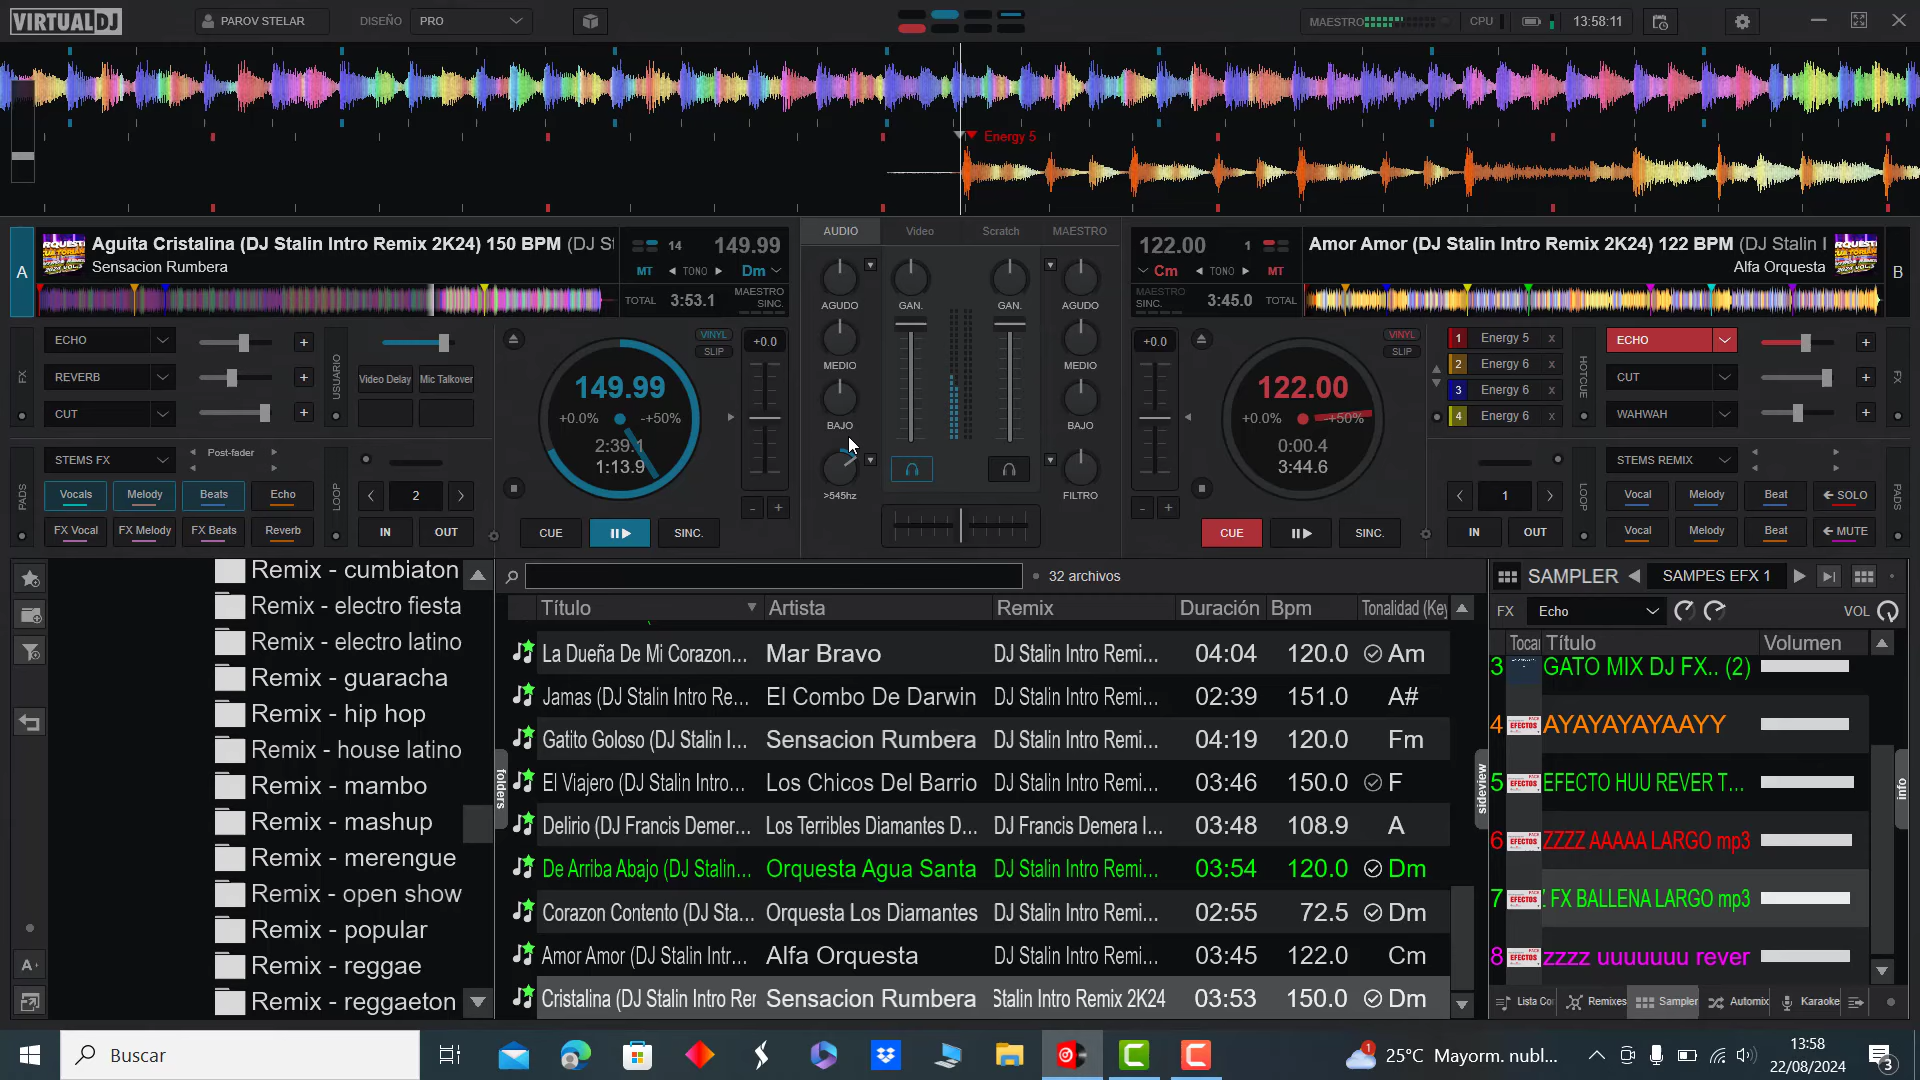 VIRTUALDJ
PAROV STELAR
DISEÑO
PRO
MAESTRO
CPU
13:58:11
Energy 5
A
Aguita Cristalina (DJ Stalin Intro Remix 2K24) 150 BPM (DJ St
Sensacion Rumbera
14
149.99
MT
TONO
Dm
TOTAL
3:53.1
MAESTRO
SINC.
AUDIO
Video
Scratch
MAESTRO
122.00
1
Cm
TONO
MT
MAESTRO
SINC.
3:45.0
TOTAL
Amor Amor (DJ Stalin Intro Remix 2K24) 122 BPM (DJ Stalin I
Alfa Orquesta
B
FX
ECHO
REVERB
CUT
USUARIO
Video Delay
Mic Talkover
VINYL
SLIP
149.99
+0.0%
-+50%
2:39.1
1:13.9
+0.0
AGUDO
GAN.
GAN.
AGUDO
MEDIO
MEDIO
BAJO
BAJO
>545hz
FILTRO
+0.0
VINYL
SLIP
122.00
+0.0%
-+50%
0:00.4
3:44.6
1 Energy 5 x
2 Energy 6 x
3 Energy 6 x
4 Energy 6 x
HOTCUE
ECHO
CUT
WAHWAH
FX
PADS
STEMS FX
Post-fader
Vocals
Melody
Beats
Echo
FX Vocal
FX Melody
FX Beats
Reverb
LOOP
2
IN
OUT
CUE
SINC.
CUE
SINC.
1
IN
OUT
LOOP
STEMS REMIX
Vocal
Melody
Beat
SOLO
Vocal
Melody
Beat
MUTE
PADS
Remix - cumbiaton
Remix - electro fiesta
Remix - electro latino
Remix - guaracha
Remix - hip hop
Remix - house latino
Remix - mambo
Remix - mashup
Remix - merengue
Remix - open show
Remix - popular
Remix - reggae
Remix - reggaeton
folders
32 archivos
Título Artista Remix Duración Bpm Tonalidad (Key
La Dueña De Mi Corazon... Mar Bravo DJ Stalin Intro Remi... 04:04 120.0 Am
Jamas (DJ Stalin Intro Re... El Combo De Darwin DJ Stalin Intro Remi... 02:39 151.0 A#
Gatito Goloso (DJ Stalin I... Sensacion Rumbera DJ Stalin Intro Remi... 04:19 120.0 Fm
El Viajero (DJ Stalin Intro... Los Chicos Del Barrio DJ Stalin Intro Remi... 03:46 150.0 F
Delirio (DJ Francis Demer... Los Terribles Diamantes D... DJ Francis Demera I... 03:48 108.9 A
De Arriba Abajo (DJ Stalin... Orquesta Agua Santa DJ Stalin Intro Remi... 03:54 120.0 Dm
Corazon Contento (DJ Sta... Orquesta Los Diamantes DJ Stalin Intro Remi... 02:55 72.5 Dm
Amor Amor (DJ Stalin Intr... Alfa Orquesta DJ Stalin Intro Remi... 03:45 122.0 Cm
Cristalina (DJ Stalin Intro Rer Sensacion Rumbera Stalin Intro Remix 2K24 03:53 150.0 Dm
sideview
SAMPLER
SAMPES EFX 1
FX
Echo
VOL
Tocar Título Volumen
3 GATO MIX DJ FX.. (2)
4 AYAYAYAYAAYY
5 EFECTO HUU REVER T...
6 ZZZZ AAAAA LARGO mp3
7 FX BALLENA LARGO mp3
8 zzzz uuuuuuu rever
info
Lista Co
Remixes
Sampler
Automix
Karaoke
Buscar
1
25°C Mayorm. nubl...
13:58
22/08/2024
3